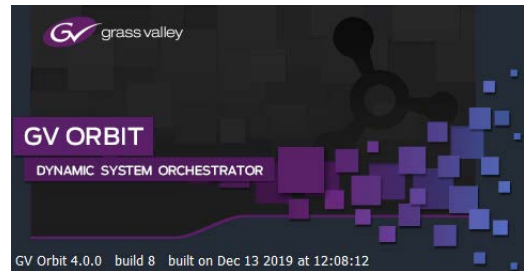 GV grass valley
GV ORBIT
DYNAMIC SYSTEM ORCHESTRATOR
GV Orbit 4.0.0 build 8 built on Dec 13 2019 at 12:08:12